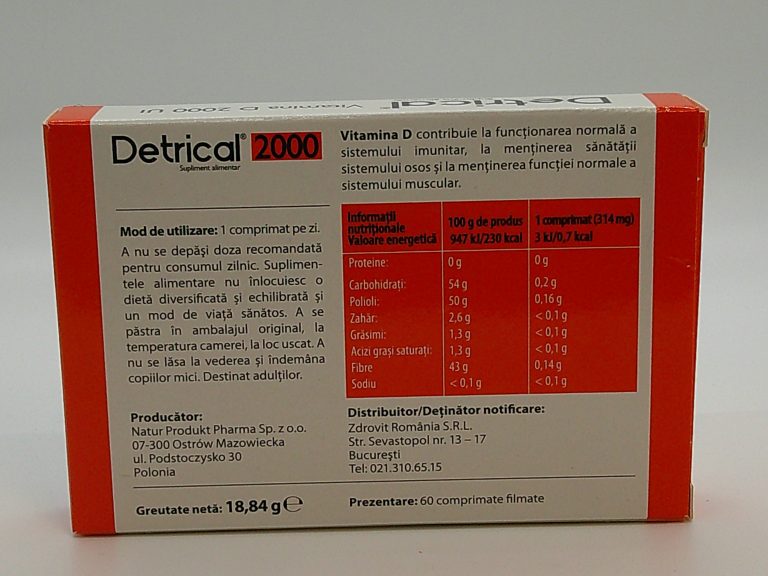 Detrical
Vitamina D 2000 UI
Detrical® 2000
Supliment alimentar
Vitamina D contribuie la funcționarea normală a
sistemului imunitar, la menținerea sănătății
sistemului osos și la menținerea funcției normale a
sistemului muscular.
Mod de utilizare: 1 comprimat pe zi.
A nu se depăși doza recomandată
pentru consumul zilnic. Suplimen-
tele alimentare nu înlocuiesc o
dietă diversificată și echilibrată și
un mod de viață sănătos. A se
păstra în ambalajul original, la
temperatura camerei, la loc uscat. A
nu se lăsa la vederea și îndemâna
copiilor mici. Destinat adulților.
Informații
nutriționale
Valoare energetică
100 g de produs
947 kJ/230 kcal
1 comprimat (314 mg)
3 kJ/0,7 kcal
Proteine: 0 g 0 g
Carbohidrați: 54 g 0,2 g
Polioli: 50 g 0,16 g
Zahăr: 2,6 g < 0,1 g
Grăsimi: 1,3 g < 0,1 g
Acizi grași saturați: 1,3 g < 0,1 g
Fibre 43 g 0,14 g
Sodiu < 0,1 g < 0,1 g
Producător:
Natur Produkt Pharma Sp. z o.o.
07-300 Ostrów Mazowiecka
ul. Podstoczysko 30
Polonia
Distribuitor/Deținător notificare:
Zdrovit România S.R.L.
Str. Sevastopol nr. 13 – 17
București
Tel: 021.310.65.15
Greutate netă: 18,84 g ℮
Prezentare: 60 comprimate filmate